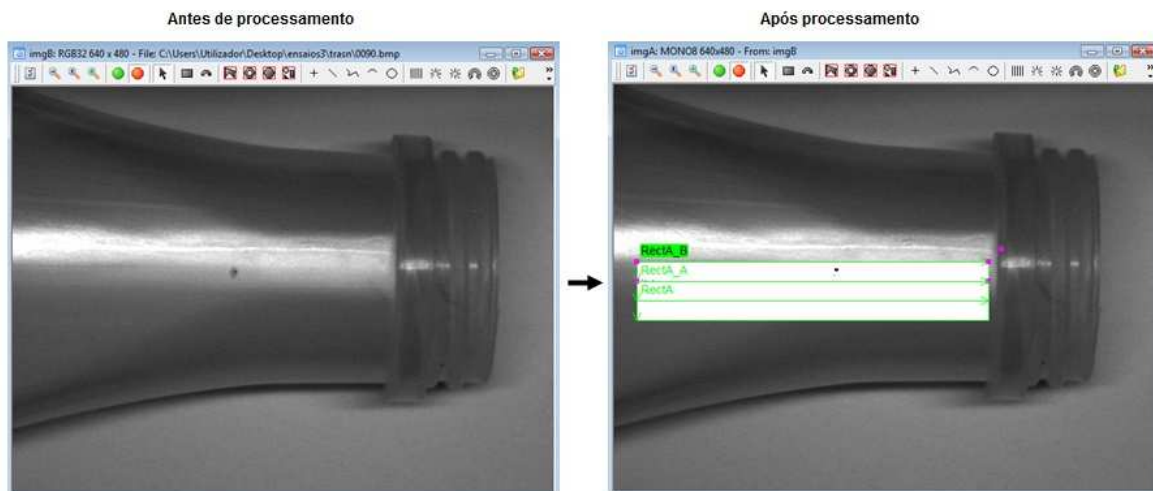 Antes de processamento
Após processamento
imgB: RGB32 640 x 480 - File: C:\Users\Utilizador\Desktop\ensaios3\trasn\0090.bmp
imgA: MONO8 640x480 - From: imgB
RectA_B
RectA_A
RectA